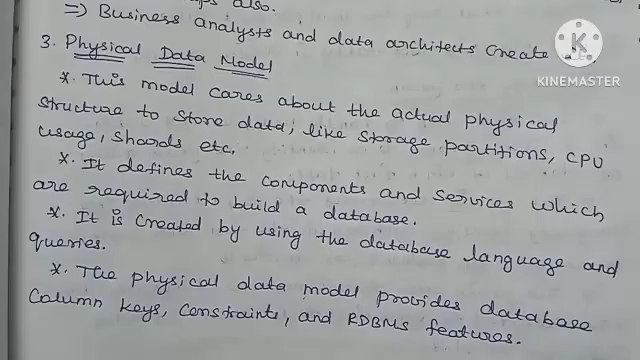 also.
=> Business analysts and data architects create
3. Physical Data Model
*. This model cares about the actual physical
structure to store data, like storage partitions, CPU
usage, shards etc.
*. It defines the components and services which
are required to build a database.
*. It is created by using the database language and
queries.
*. The physical data model provides database
column keys, constraints, and RDBMS features.
KINEMASTER